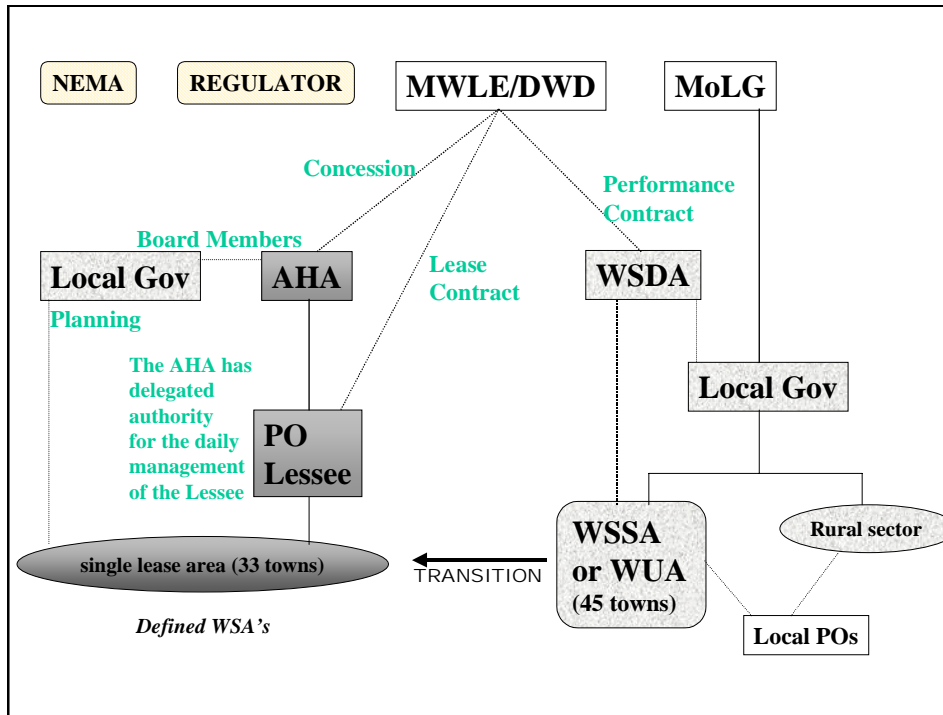 NEMA
REGULATOR
MWLE/DWD
MoLG
Concession
Performance
Contract
Board Members
Local Gov
AHA
Lease
Contract
WSDA
Planning
The AHA has
delegated
authority
for the daily
management
of the Lessee
Local Gov
PO
Lessee
WSSA
or WUA
(45 towns)
Rural sector
single lease area (33 towns)
TRANSITION
Defined WSA's
Local POs